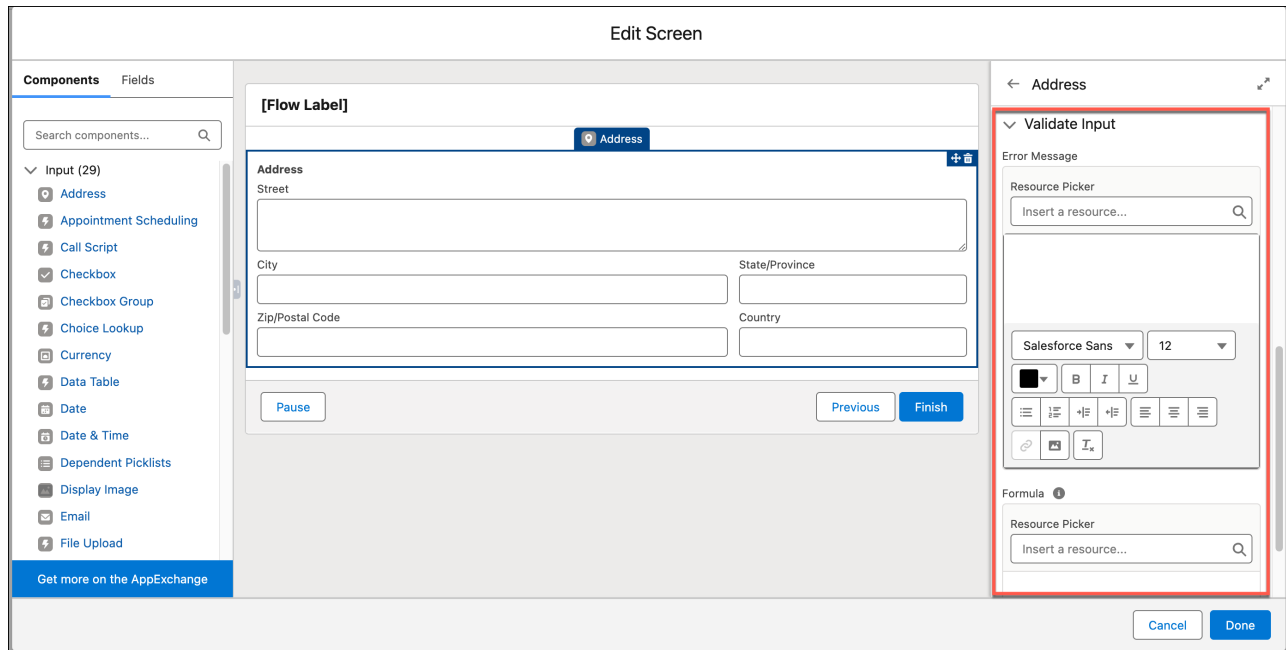 Edit Screen
Components Fields
Search components...
Input (29)
Address
Appointment Scheduling
Call Script
Checkbox
Checkbox Group
Choice Lookup
Currency
Data Table
Date
Date & Time
Dependent Picklists
Display Image
Email
File Upload
Get more on the AppExchange
[Flow Label]
Address
Address
Street
City State/Province
Zip/Postal Code Country
Pause Previous Finish
Address
Validate Input
Error Message
Resource Picker
Insert a resource...
Salesforce Sans 12
B I U
Formula
Resource Picker
Insert a resource...
Cancel Done